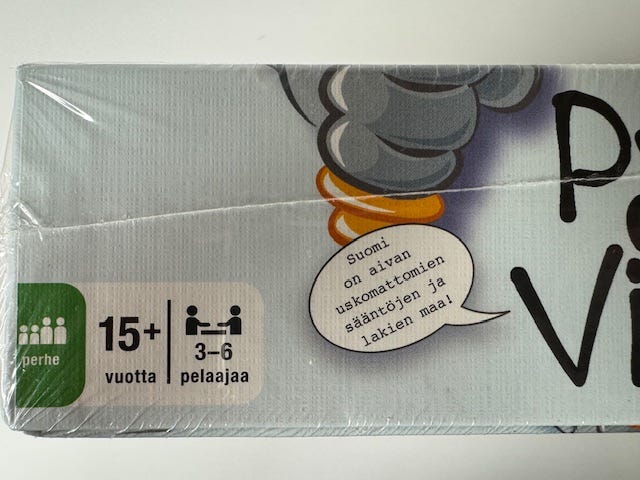 Suomi
on aivan
uskomattomien
sääntöjen ja
lakien maa!
perhe
15+
vuotta
3–6
pelaajaa